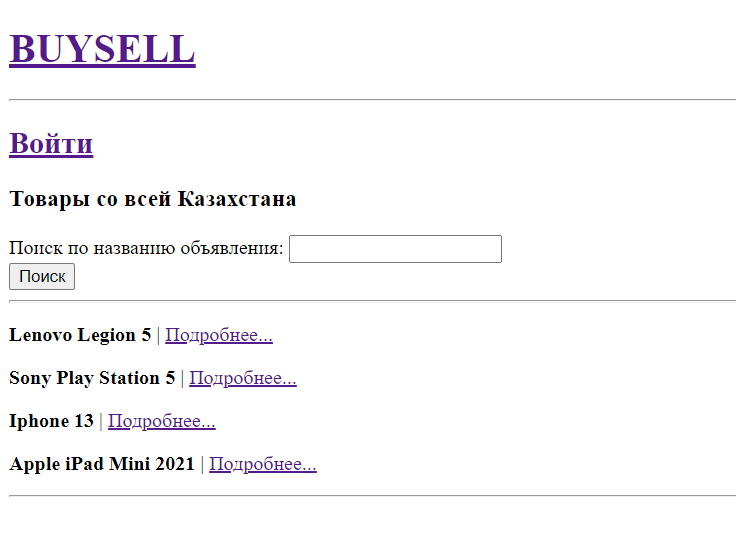 BUYSELL
Войти
Товары со всей Казахстана
Поиск по названию объявления:
Поиск
Lenovo Legion 5 | Подробнее...
Sony Play Station 5 | Подробнее...
Iphone 13 | Подробнее...
Apple iPad Mini 2021 | Подробнее...